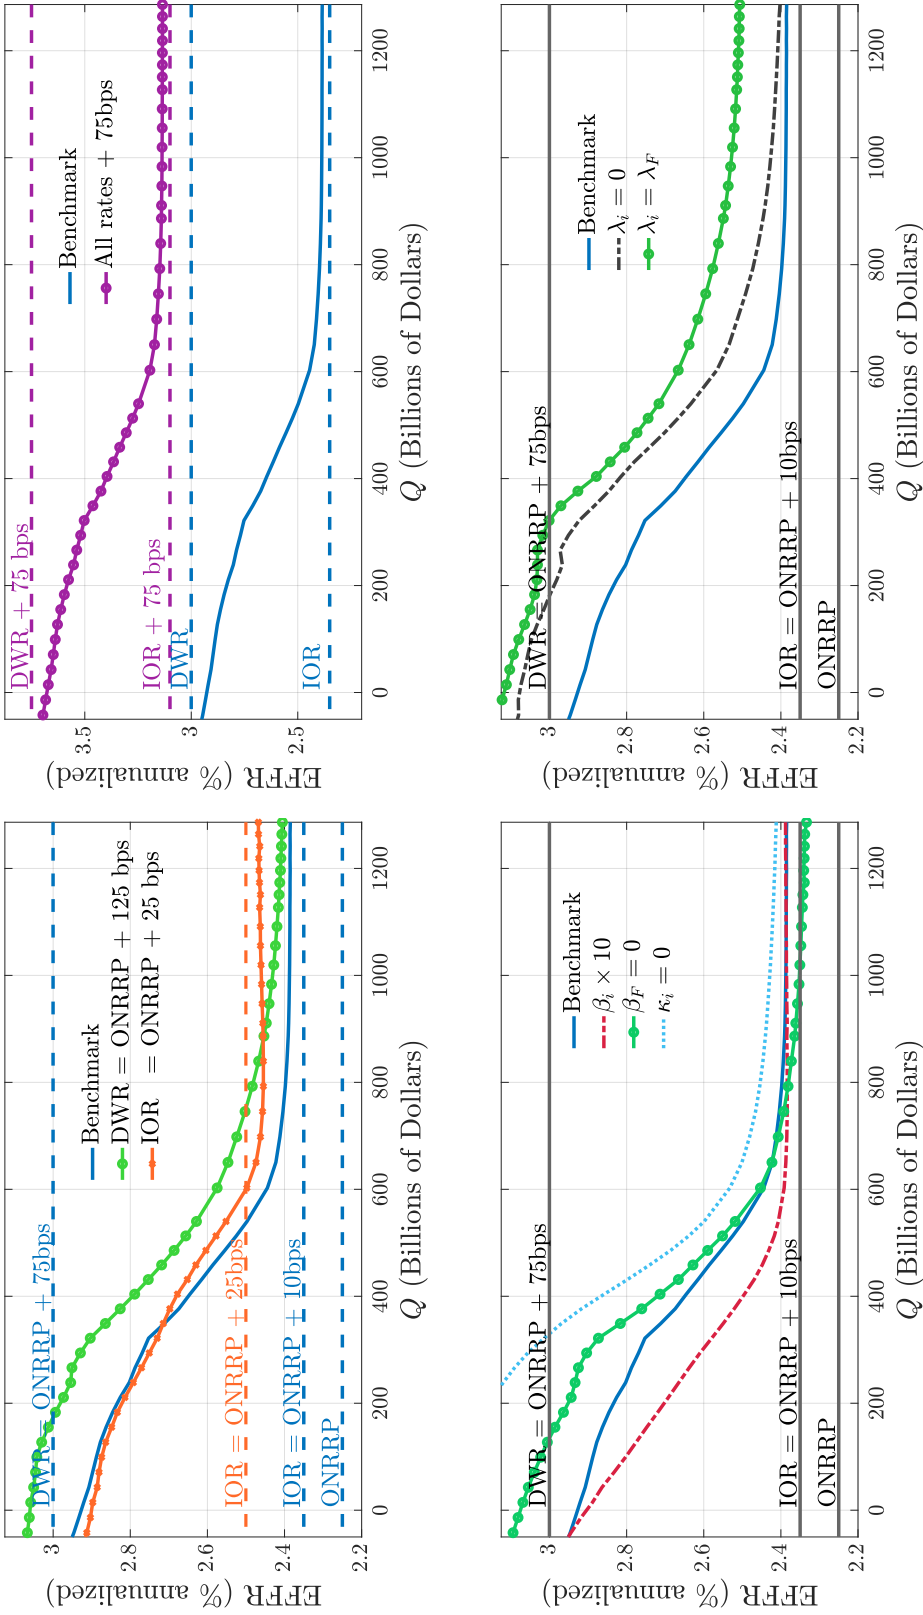 EFFR (% annualized)
3
2.8
2.6
2.4
2.2
DWR = ONRRP + 75bps
Benchmark
DWR = ONRRP + 125 bps
IOR = ONRRP + 25 bps
IOR = ONRRP + 25bps
IOR = ONRRP + 10bps
ONRRP
0 200 400 600 800 1000 1200
Q (Billions of Dollars)
EFFR (% annualized)
3.5
3
2.5
DWR + 75 bps
Benchmark
All rates + 75bps
IOR + 75 bps
DWR
IOR
0 200 400 600 800 1000 1200
Q (Billions of Dollars)
EFFR (% annualized)
3
2.8
2.6
2.4
2.2
DWR = ONRRP + 75bps
Benchmark
β_i × 10
β_F = 0
κ_i = 0
IOR = ONRRP + 10bps
ONRRP
0 200 400 600 800 1000 1200
Q (Billions of Dollars)
EFFR (% annualized)
3
2.8
2.6
2.4
2.2
DWR = ONRRP + 75bps
Benchmark
λ_i = 0
λ_i = λ_F
IOR = ONRRP + 10bps
ONRRP
0 200 400 600 800 1000 1200
Q (Billions of Dollars)